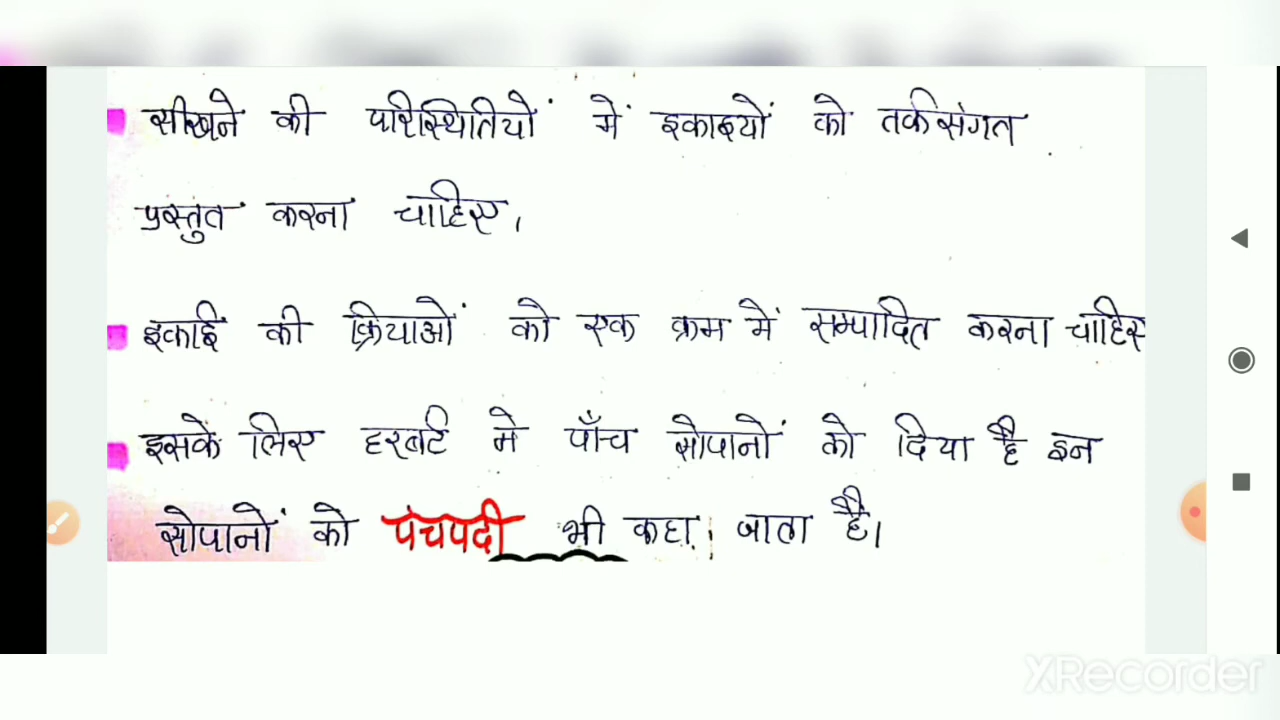 सीखने की परिस्थितियों में इकाइयों को तर्कसंगत
प्रस्तुत करना चाहिए।
इकाई की क्रियाओं को एक क्रम में सम्पादित करना चाहिए
इसके लिए हरबर्ट मे पाँच सोपानों को दिया है इन
सोपानों को पंचपदी भी कहा जाता है।
XRecorder